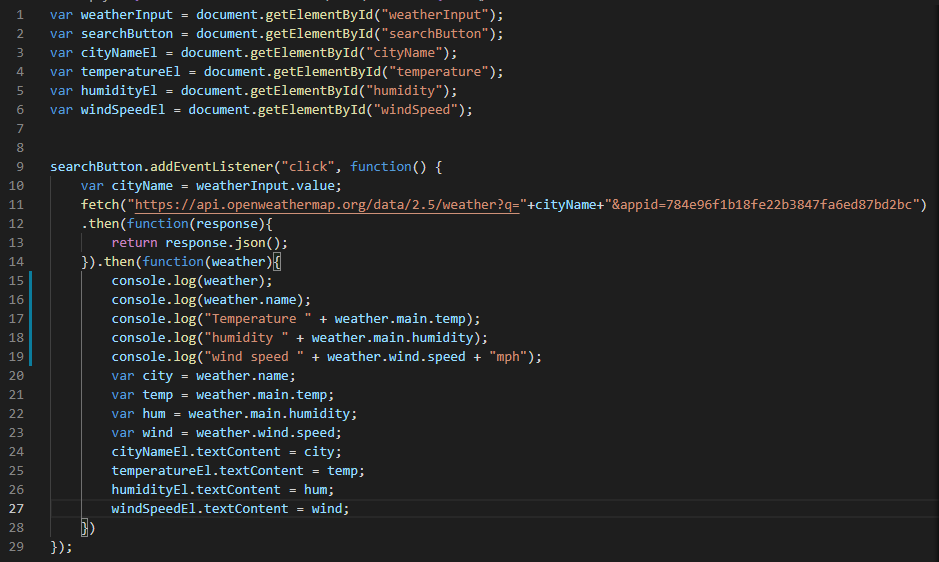 1 var weatherInput = document.getElementById("weatherInput");
2 var searchButton = document.getElementById("searchButton");
3 var cityNameEl = document.getElementById("cityName");
4 var temperatureEl = document.getElementById("temperature");
5 var humidityEl = document.getElementById("humidity");
6 var windSpeedEl = document.getElementById("windSpeed");
7
8
9 searchButton.addEventListener("click", function() {
10     var cityName = weatherInput.value;
11     fetch("https://api.openweathermap.org/data/2.5/weather?q="+cityName+"&appid=784e96f1b18fe22b3847fa6ed87bd2bc")
12     .then(function(response){
13         return response.json();
14     }).then(function(weather){
15         console.log(weather);
16         console.log(weather.name);
17         console.log("Temperature " + weather.main.temp);
18         console.log("humidity " + weather.main.humidity);
19         console.log("wind speed " + weather.wind.speed + "mph");
20         var city = weather.name;
21         var temp = weather.main.temp;
22         var hum = weather.main.humidity;
23         var wind = weather.wind.speed;
24         cityNameEl.textContent = city;
25         temperatureEl.textContent = temp;
26         humidityEl.textContent = hum;
27         windSpeedEl.textContent = wind;
28     })
29 });